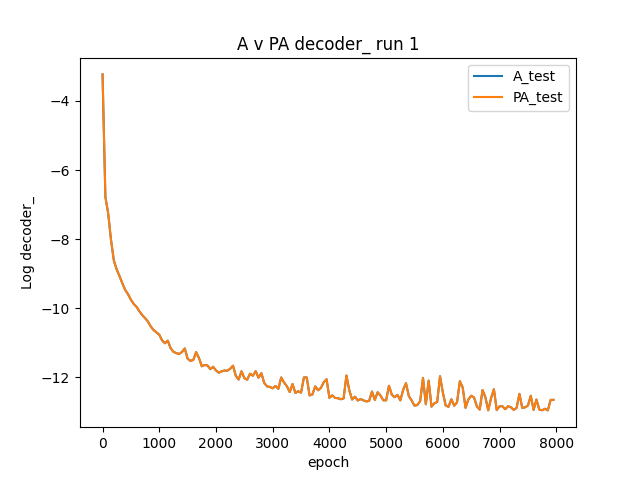 A v PA decoder_ run 1
A_test
PA_test
Log decoder_
−4
−6
−8
−10
−12
0 1000 2000 3000 4000 5000 6000 7000 8000
epoch